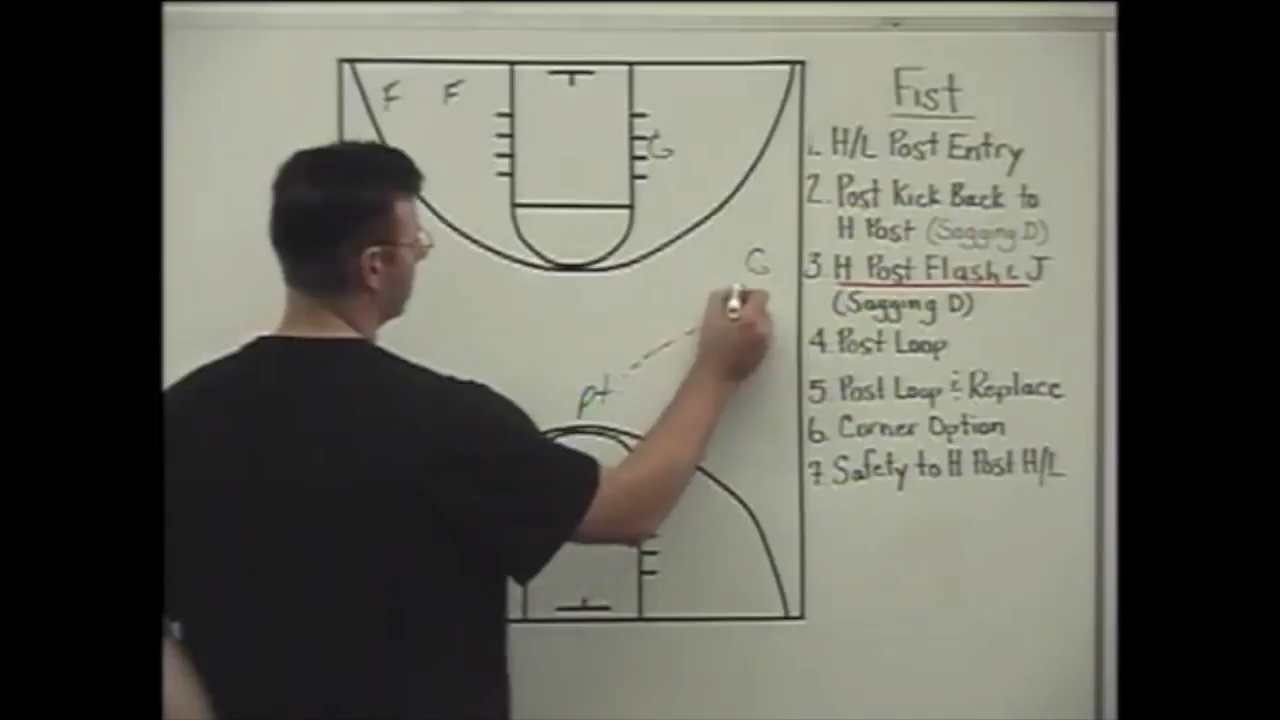 F F
G
G
pt
Fist
1. H/L Post Entry
2. Post Kick Back to
H Post (Sagging D)
3. H Post Flash & J
(Sagging D)
4. Post Loop
5. Post Loop & Replace
6. Corner Option
7. Safety to H Post H/L